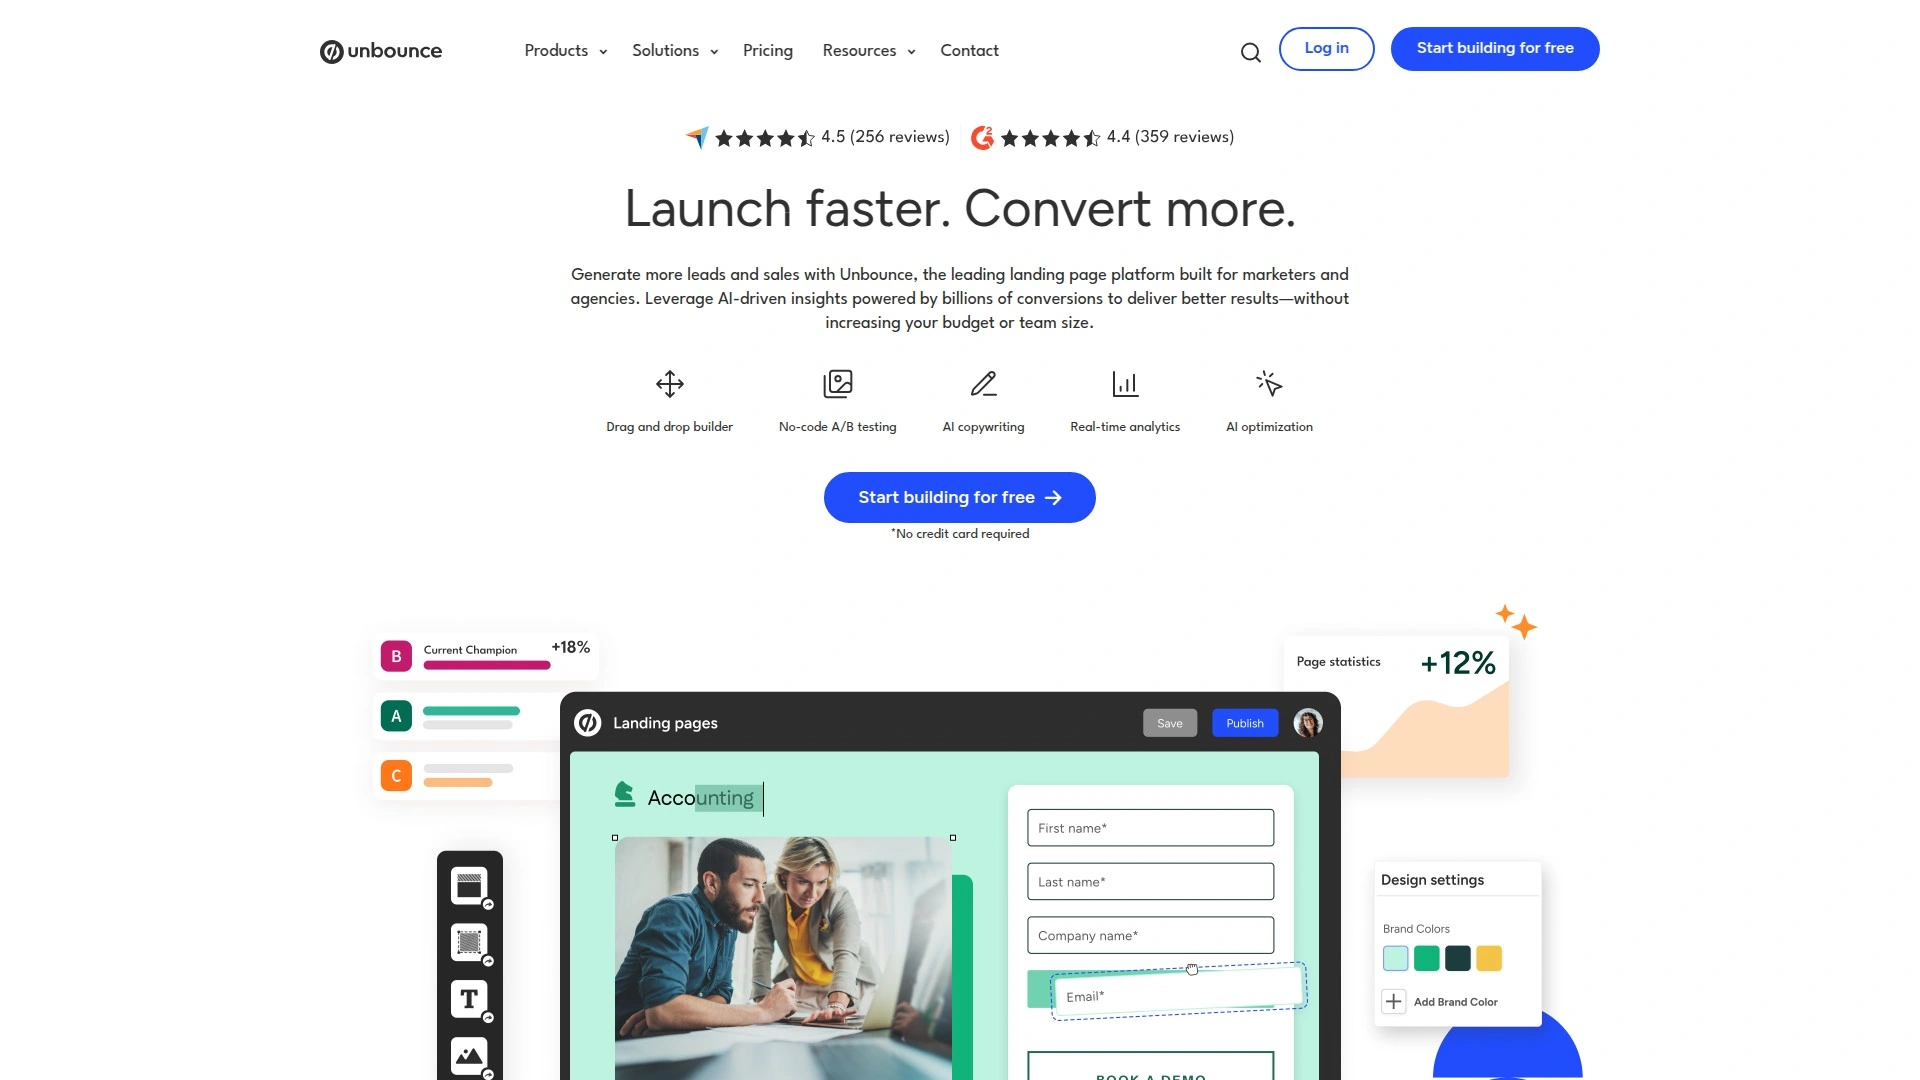 unbounce
Products
Solutions
Pricing
Resources
Contact
Log in
Start building for free
4.5 (256 reviews)
4.4 (359 reviews)
Launch faster. Convert more.
Generate more leads and sales with Unbounce, the leading landing page platform built for marketers and
agencies. Leverage AI-driven insights powered by billions of conversions to deliver better results—without
increasing your budget or team size.
Drag and drop builder
No-code A/B testing
AI copywriting
Real-time analytics
AI optimization
Start building for free
*No credit card required
B
Current Champion
+18%
A
C
Page statistics
+12%
Landing pages
Save
Publish
Accounting
First name*
Last name*
Company name*
Email*
BOOK A DEMO
T
Design settings
Brand Colors
Add Brand Color